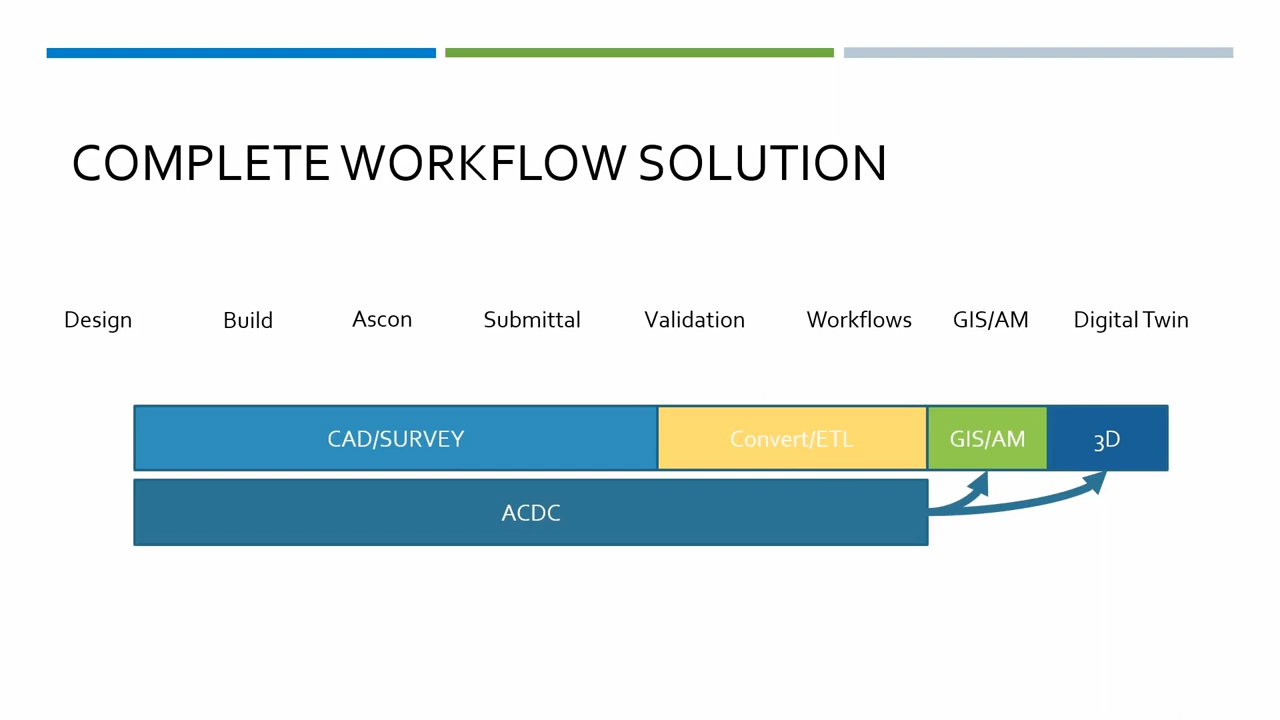 COMPLETE WORKFLOW SOLUTION
Design Build Ascon Submittal Validation Workflows GIS/AM Digital Twin
CAD/SURVEY Convert/ETL GIS/AM 3D
ACDC